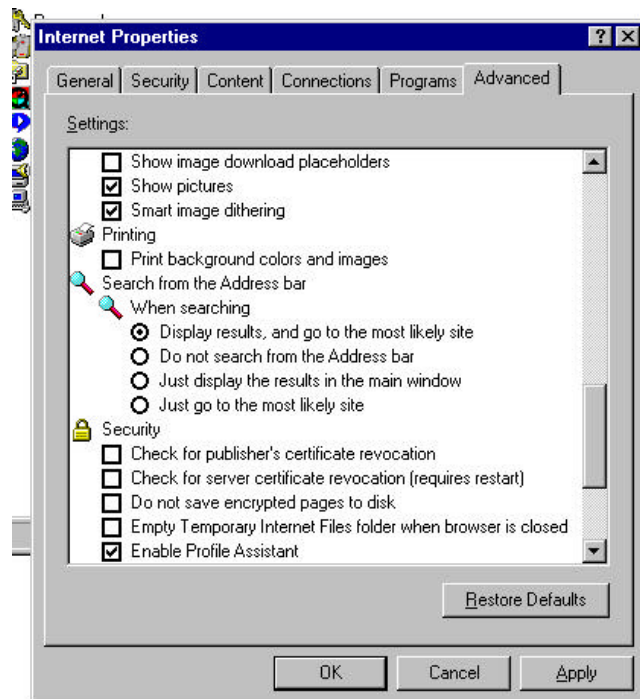 Internet Properties
General Security Content Connections Programs Advanced
Settings:
Show image download placeholders
Show pictures
Smart image dithering
Printing
Print background colors and images
Search from the Address bar
When searching
Display results, and go to the most likely site
Do not search from the Address bar
Just display the results in the main window
Just go to the most likely site
Security
Check for publisher's certificate revocation
Check for server certificate revocation (requires restart)
Do not save encrypted pages to disk
Empty Temporary Internet Files folder when browser is closed
Enable Profile Assistant
Restore Defaults
OK Cancel Apply